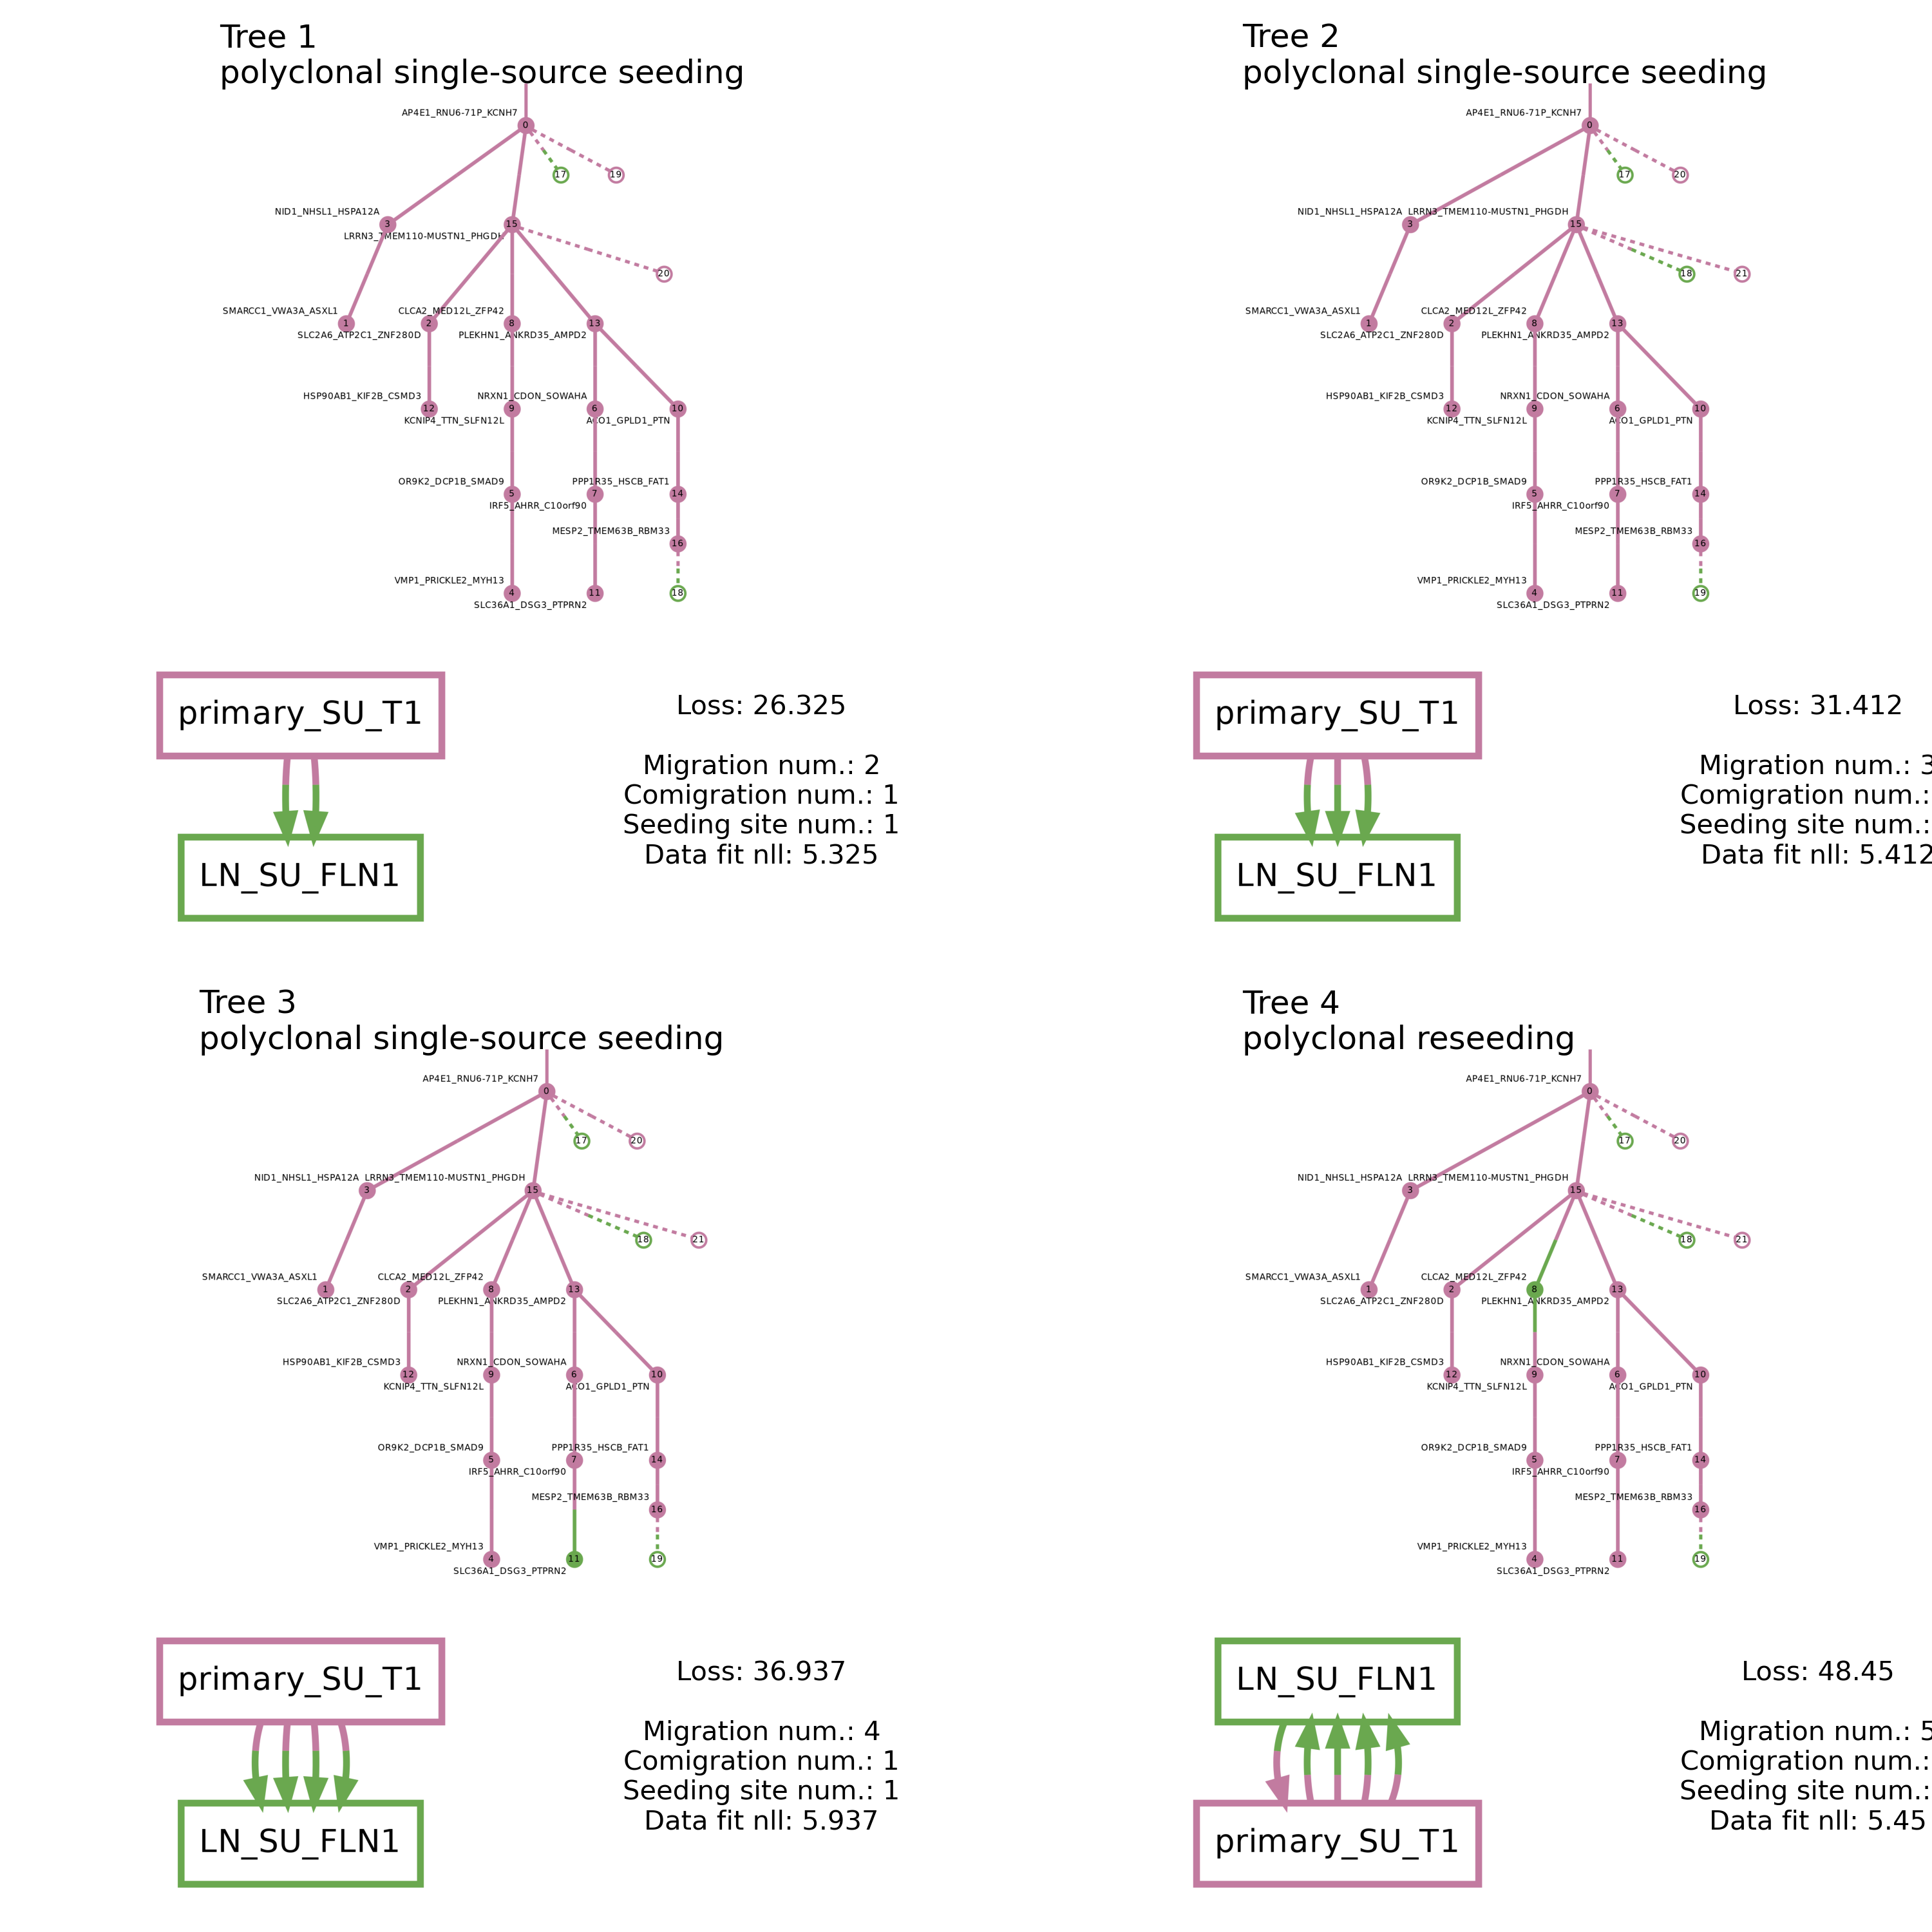 Tree 1
polyclonal single-source seeding
AP4E1_RNU6-71P_KCNH7
0
17
19
NID1_NHSL1_HSPA12A
3
15
LRRN3_TMEM110-MUSTN1_PHGDH
20
SMARCC1_VWA3A_ASXL1
CLCA2_MED12L_ZFP42
1
2
8
13
SLC2A6_ATP2C1_ZNF280D
PLEKHN1_ANKRD35_AMPD2
HSP90AB1_KIF2B_CSMD3
NRXN1_CDON_SOWAHA
12
9
6
10
KCNIP4_TTN_SLFN12L
ACO1_GPLD1_PTN
OR9K2_DCP1B_SMAD9
PPP1R35_HSCB_FAT1
5
7
14
IRF5_AHRR_C10orf90
MESP2_TMEM63B_RBM33
16
VMP1_PRICKLE2_MYH13
4
11
18
SLC36A1_DSG3_PTPRN2
primary_SU_T1
LN_SU_FLN1
Loss: 26.325
Migration num.: 2
Comigration num.: 1
Seeding site num.: 1
Data fit nll: 5.325
Tree 2
polyclonal single-source seeding
AP4E1_RNU6-71P_KCNH7
0
17
20
NID1_NHSL1_HSPA12A
LRRN3_TMEM110-MUSTN1_PHGDH
3
15
18
21
SMARCC1_VWA3A_ASXL1
CLCA2_MED12L_ZFP42
1
2
8
13
SLC2A6_ATP2C1_ZNF280D
PLEKHN1_ANKRD35_AMPD2
HSP90AB1_KIF2B_CSMD3
NRXN1_CDON_SOWAHA
12
9
6
10
KCNIP4_TTN_SLFN12L
ACO1_GPLD1_PTN
OR9K2_DCP1B_SMAD9
PPP1R35_HSCB_FAT1
5
7
14
IRF5_AHRR_C10orf90
MESP2_TMEM63B_RBM33
16
VMP1_PRICKLE2_MYH13
4
11
19
SLC36A1_DSG3_PTPRN2
primary_SU_T1
LN_SU_FLN1
Loss: 31.412
Migration num.: 3
Comigration num.:
Seeding site num.:
Data fit nll: 5.412
Tree 3
polyclonal single-source seeding
AP4E1_RNU6-71P_KCNH7
0
17
20
NID1_NHSL1_HSPA12A
LRRN3_TMEM110-MUSTN1_PHGDH
3
15
18
21
SMARCC1_VWA3A_ASXL1
CLCA2_MED12L_ZFP42
1
2
8
13
SLC2A6_ATP2C1_ZNF280D
PLEKHN1_ANKRD35_AMPD2
HSP90AB1_KIF2B_CSMD3
NRXN1_CDON_SOWAHA
12
9
6
10
KCNIP4_TTN_SLFN12L
ACO1_GPLD1_PTN
OR9K2_DCP1B_SMAD9
PPP1R35_HSCB_FAT1
5
7
14
IRF5_AHRR_C10orf90
MESP2_TMEM63B_RBM33
16
VMP1_PRICKLE2_MYH13
4
11
19
SLC36A1_DSG3_PTPRN2
primary_SU_T1
LN_SU_FLN1
Loss: 36.937
Migration num.: 4
Comigration num.: 1
Seeding site num.: 1
Data fit nll: 5.937
Tree 4
polyclonal reseeding
AP4E1_RNU6-71P_KCNH7
0
17
20
NID1_NHSL1_HSPA12A
LRRN3_TMEM110-MUSTN1_PHGDH
3
15
18
21
SMARCC1_VWA3A_ASXL1
CLCA2_MED12L_ZFP42
1
2
8
13
SLC2A6_ATP2C1_ZNF280D
PLEKHN1_ANKRD35_AMPD2
HSP90AB1_KIF2B_CSMD3
NRXN1_CDON_SOWAHA
12
9
6
10
KCNIP4_TTN_SLFN12L
ACO1_GPLD1_PTN
OR9K2_DCP1B_SMAD9
PPP1R35_HSCB_FAT1
5
7
14
IRF5_AHRR_C10orf90
MESP2_TMEM63B_RBM33
16
VMP1_PRICKLE2_MYH13
4
11
19
SLC36A1_DSG3_PTPRN2
LN_SU_FLN1
primary_SU_T1
Loss: 48.45
Migration num.: 5
Comigration num.:
Seeding site num.:
Data fit nll: 5.45